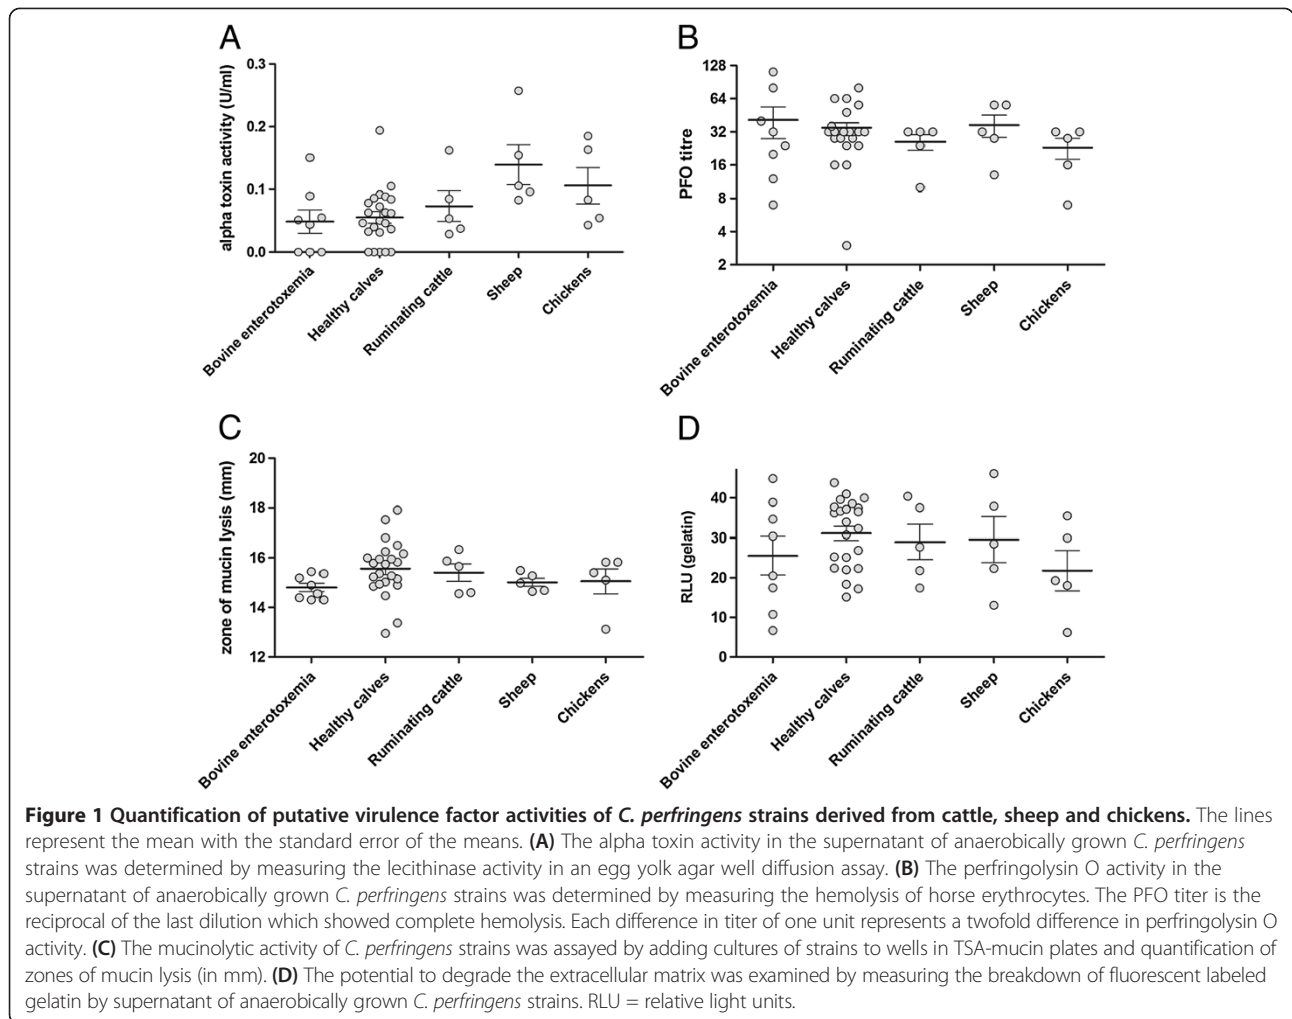 A
alpha toxin activity (U/ml)
0.3
0.2
0.1
0.0
Bovine enterotoxemia
Healthy calves
Ruminating cattle
Sheep
Chickens
B
PFO titre
128
64
32
16
8
4
2
Bovine enterotoxemia
Healthy calves
Ruminating cattle
Sheep
Chickens
C
zone of mucin lysis (mm)
20
18
16
14
12
Bovine enterotoxemia
Healthy calves
Ruminating cattle
Sheep
Chickens
D
RLU (gelatin)
40
30
20
10
0
Bovine enterotoxemia
Healthy calves
Ruminating cattle
Sheep
Chickens
Figure 1 Quantification of putative virulence factor activities of C. perfringens strains derived from cattle, sheep and chickens. The lines
represent the mean with the standard error of the means. (A) The alpha toxin activity in the supernatant of anaerobically grown C. perfringens
strains was determined by measuring the lecithinase activity in an egg yolk agar well diffusion assay. (B) The perfringolysin O activity in the
supernatant of anaerobically grown C. perfringens strains was determined by measuring the hemolysis of horse erythrocytes. The PFO titer is the
reciprocal of the last dilution which showed complete hemolysis. Each difference in titer of one unit represents a twofold difference in perfringolysin O
activity. (C) The mucinolytic activity of C. perfringens strains was assayed by adding cultures of strains to wells in TSA-mucin plates and quantification of
zones of mucin lysis (in mm). (D) The potential to degrade the extracellular matrix was examined by measuring the breakdown of fluorescent labeled
gelatin by supernatant of anaerobically grown C. perfringens strains. RLU = relative light units.